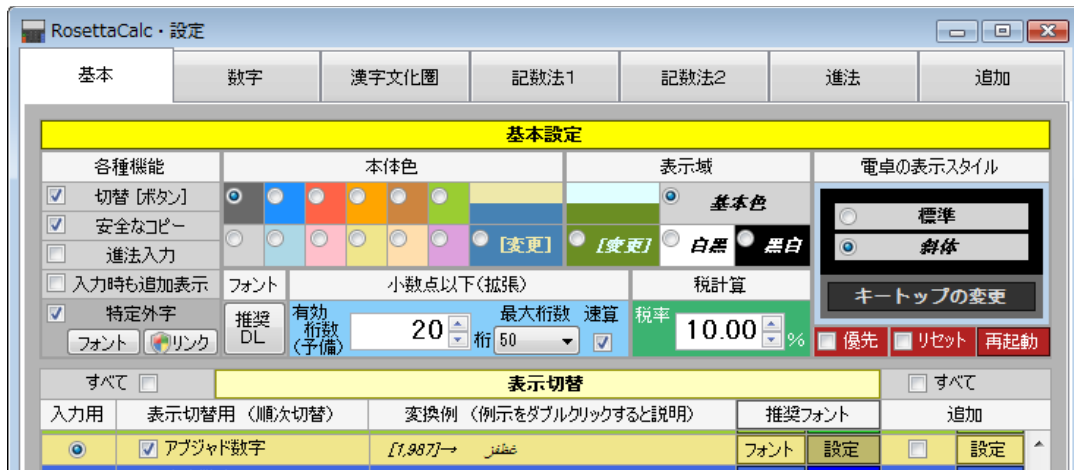 RosettaCalc・設定
基本 数字 漢字文化圏 記数法1 記数法2 進法 追加
基本設定
各種機能 本体色 表示域 電卓の表示スタイル
切替 [ボタン] 基本色 標準
安全なコピー [変更] [変更] 白黒 黒白 斜体
進法入力
入力時も追加表示 フォント 小数点以下(拡張) 税計算 キートップの変更
特定外字 推奨DL 有効桁数(予備) 20 最大桁数 桁 50 速算 税率 10.00 %
フォント リンク 優先 リセット 再起動
すべて 表示切替 すべて
入力用 表示切替用 (順次切替) 変換例 (例示をダブルクリックすると説明) 推奨フォント 追加
アブジャド数字 [1,987]→ غظفز フォント 設定 設定